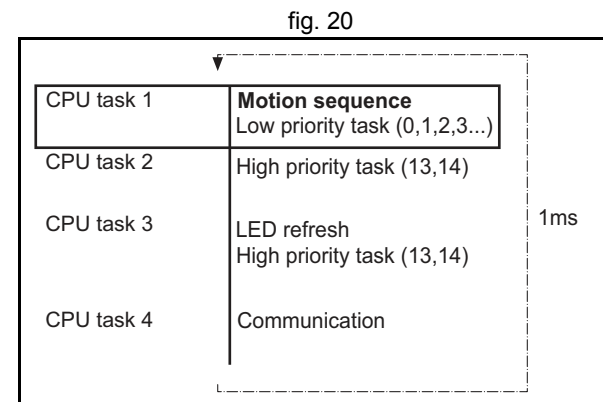 fig. 20
CPU task 1
Motion sequence
Low priority task (0,1,2,3...)
CPU task 2
High priority task (13,14)
CPU task 3
LED refresh
High priority task (13,14)
1ms
CPU task 4
Communication